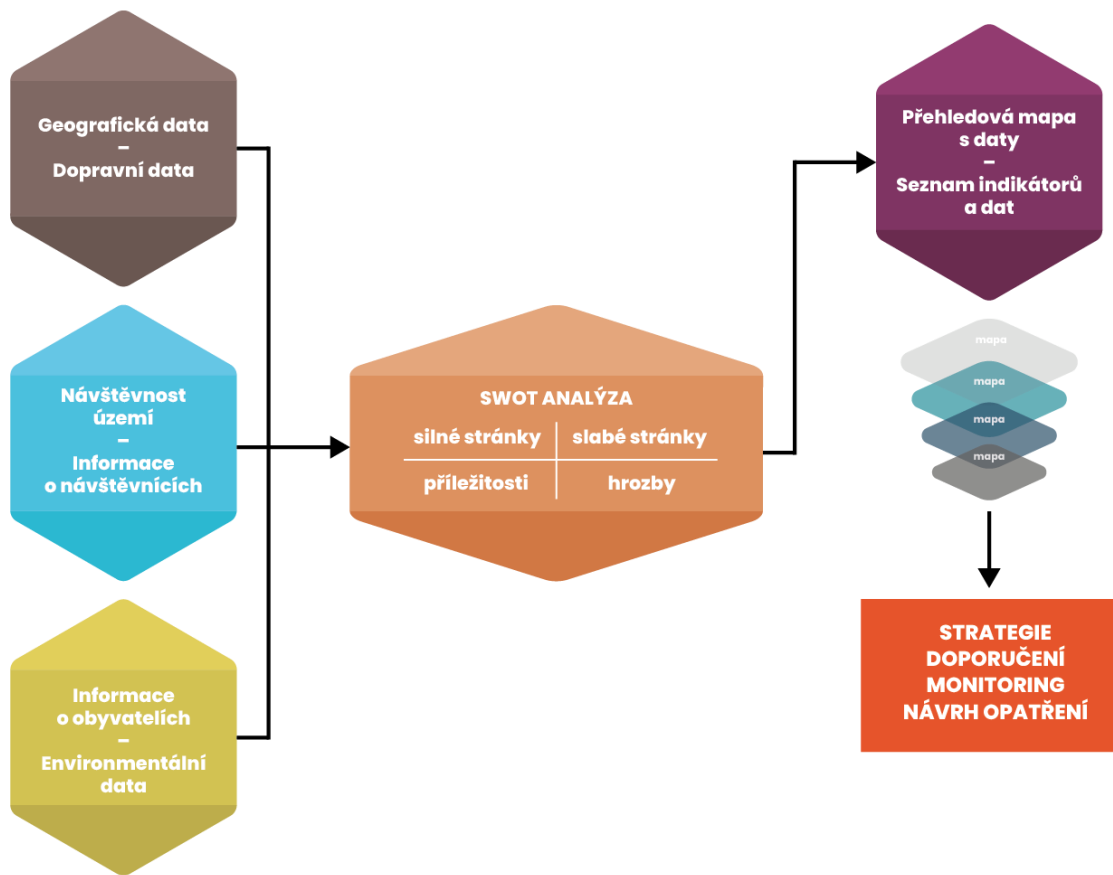 Geografická data
–
Dopravní data
Návštěvnost
území
–
Informace
o návštěvnících
Informace
o obyvatelích
–
Environmentální
data
SWOT ANALÝZA
silné stránky
slabé stránky
příležitosti
hrozby
Přehledová mapa
s daty
–
Seznam indikátorů
a dat
mapa
mapa
mapa
mapa
STRATEGIE
DOPORUČENÍ
MONITORING
NÁVRH OPATŘENÍ